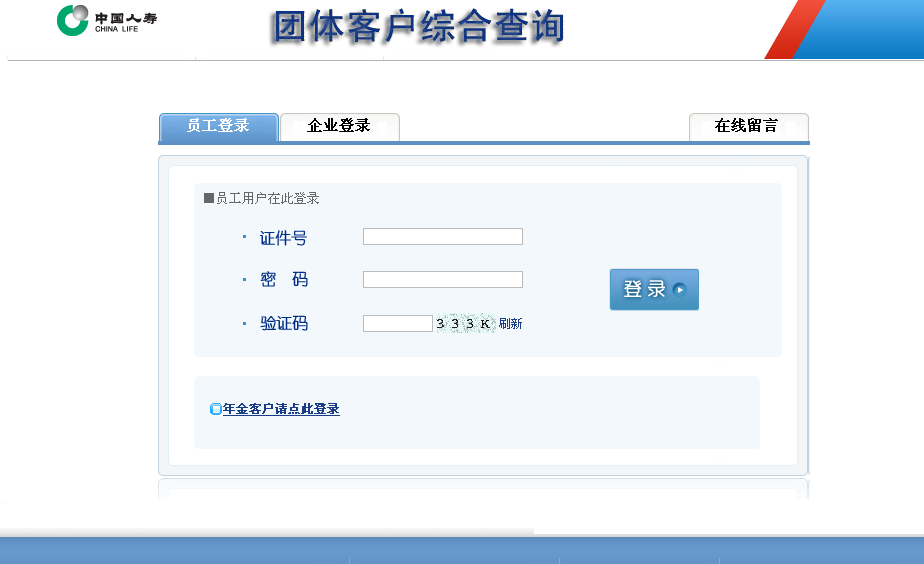 中国人寿
CHINA LIFE
团体客户综合查询
员工登录 企业登录 在线留言
■员工用户在此登录
· 证件号
· 密 码
登录
· 验证码 3 3 3 K 刷新
年金客户请点此登录